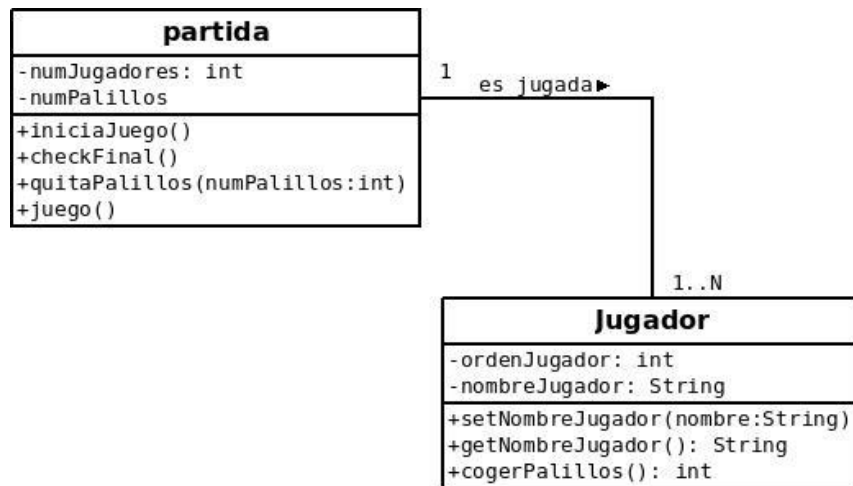 partida
-numJugadores: int
-numPalillos
+iniciaJuego()
+checkFinal()
+quitaPalillos(numPalillos:int)
+juego()
1
es jugada►
1..N
Jugador
-ordenJugador: int
-nombreJugador: String
+setNombreJugador(nombre:String)
+getNombreJugador(): String
+cogerPalillos(): int